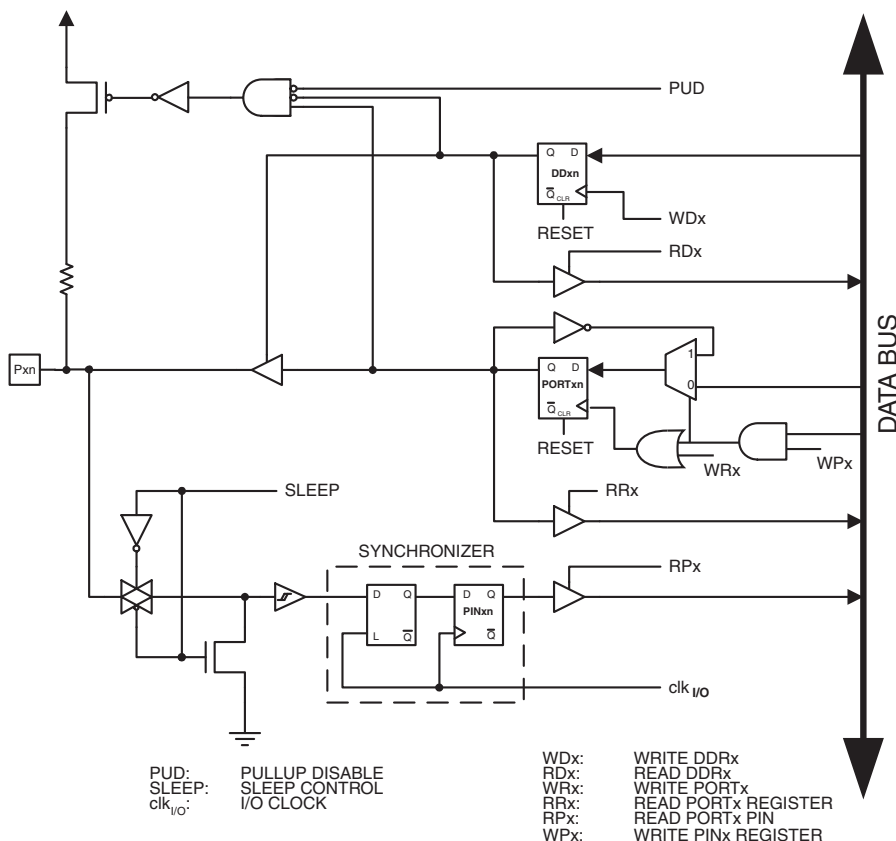 PUD
Q D
DDxn
Q CLR
WDx
RESET
RDx
Pxn
1
Q D
PORTxn
0
Q CLR
RESET
WRx
WPx
DATA BUS
SLEEP
RRx
SYNCHRONIZER
RPx
D Q
D Q
PINxn
L Q
Q
clk I/O
PUD: PULLUP DISABLE
SLEEP: SLEEP CONTROL
clkI/O: I/O CLOCK
WDx: WRITE DDRx
RDx: READ DDRx
WRx: WRITE PORTx
RRx: READ PORTx REGISTER
RPx: READ PORTx PIN
WPx: WRITE PINx REGISTER